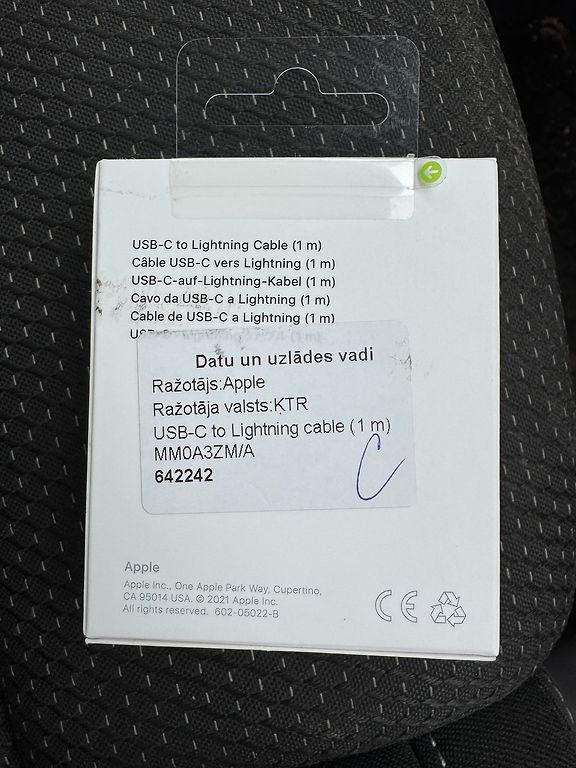 USB-C to Lightning Cable (1 m)
Câble USB-C vers Lightning (1 m)
USB-C-auf-Lightning-Kabel (1 m)
Cavo da USB-C a Lightning (1 m)
Cable de USB-C a Lightning (1 m)
Datu un uzlādes vadi
Ražotājs:Apple
Ražotāja valsts:ĶTR
USB-C to Lightning cable (1 m)
MM0A3ZM/A
642242
C
Apple
Apple Inc., One Apple Park Way, Cupertino,
CA 95014 USA. © 2021 Apple Inc.
All rights reserved. 602-05022-B
CE